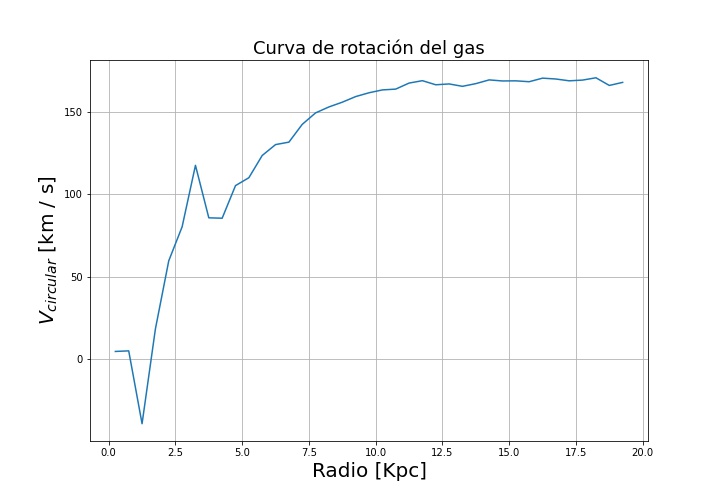 Curva de rotación del gas
V_circular [km / s]
150
100
50
0
0.0 2.5 5.0 7.5 10.0 12.5 15.0 17.5 20.0
Radio [Kpc]